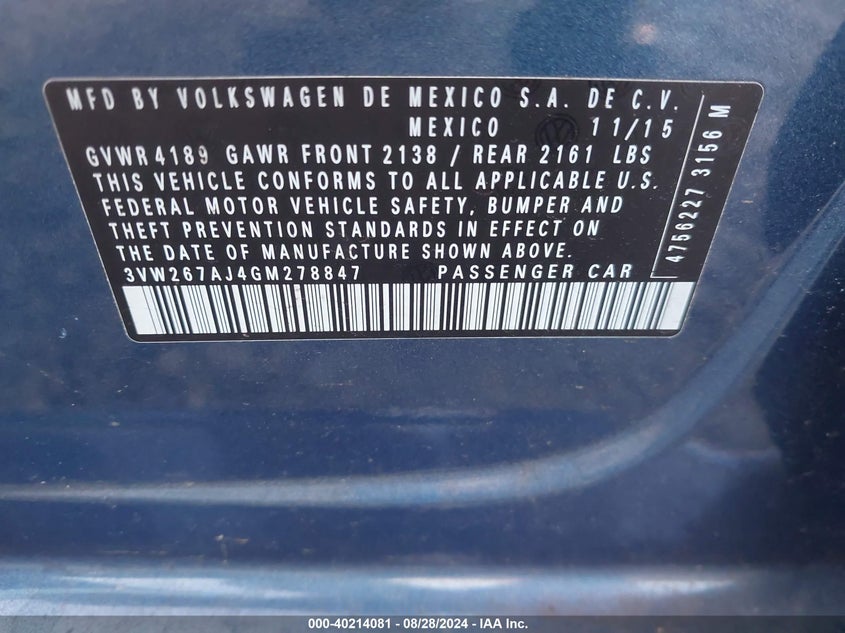 MFD BY VOLKSWAGEN DE MEXICO S.A. DE C.V.
MEXICO 11/15
GVWR 4189 GAWR FRONT 2138 / REAR 2161 LBS
THIS VEHICLE CONFORMS TO ALL APPLICABLE U.S.
FEDERAL MOTOR VEHICLE SAFETY, BUMPER AND
THEFT PREVENTION STANDARDS IN EFFECT ON
THE DATE OF MANUFACTURE SHOWN ABOVE.
3VW267AJ4GM278847 PASSENGER CAR
4756227 3156 M
000-40214081 - 08/28/2024 - IAA Inc.